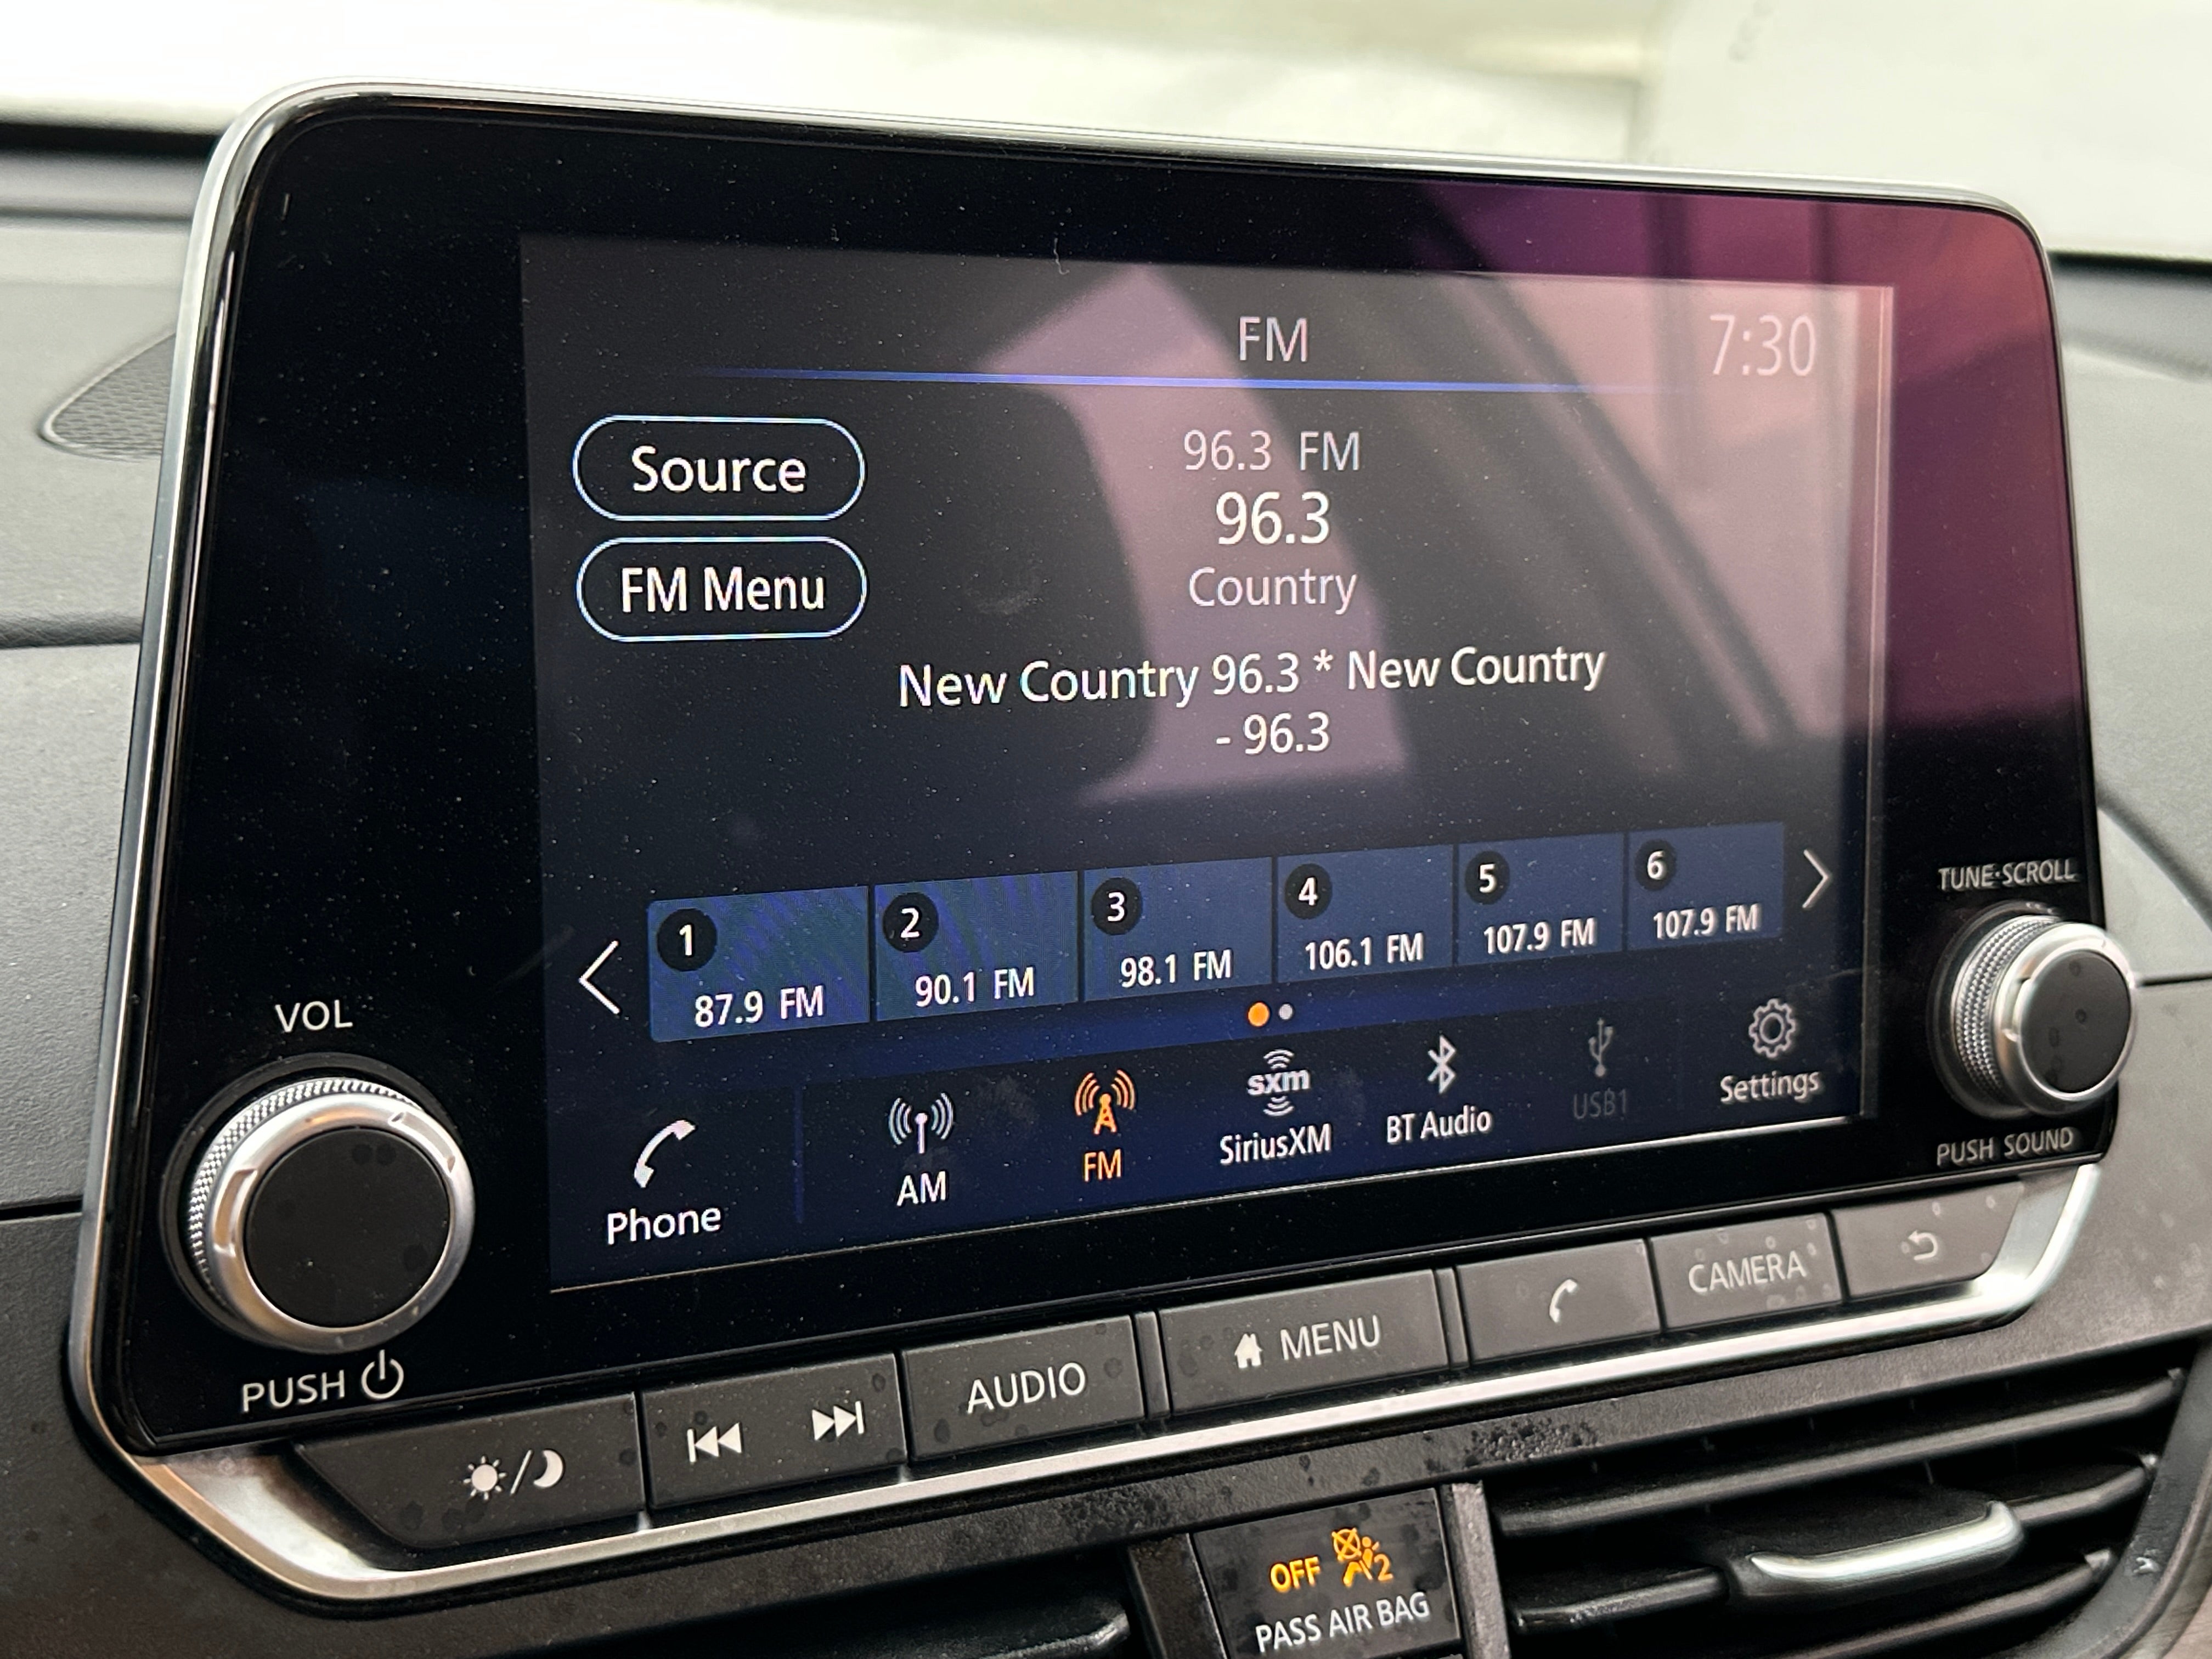 FM
7:30
Source
96.3 FM
96.3
FM Menu
Country
New Country 96.3 * New Country
- 96.3
1
2
3
4
5
6
87.9 FM
90.1 FM
98.1 FM
106.1 FM
107.9 FM
107.9 FM
TUNE·SCROLL
VOL
Phone
AM
FM
sxm
SiriusXM
BT Audio
USB1
Settings
PUSH SOUND
PUSH
AUDIO
MENU
CAMERA
OFF 2
PASS AIR BAG